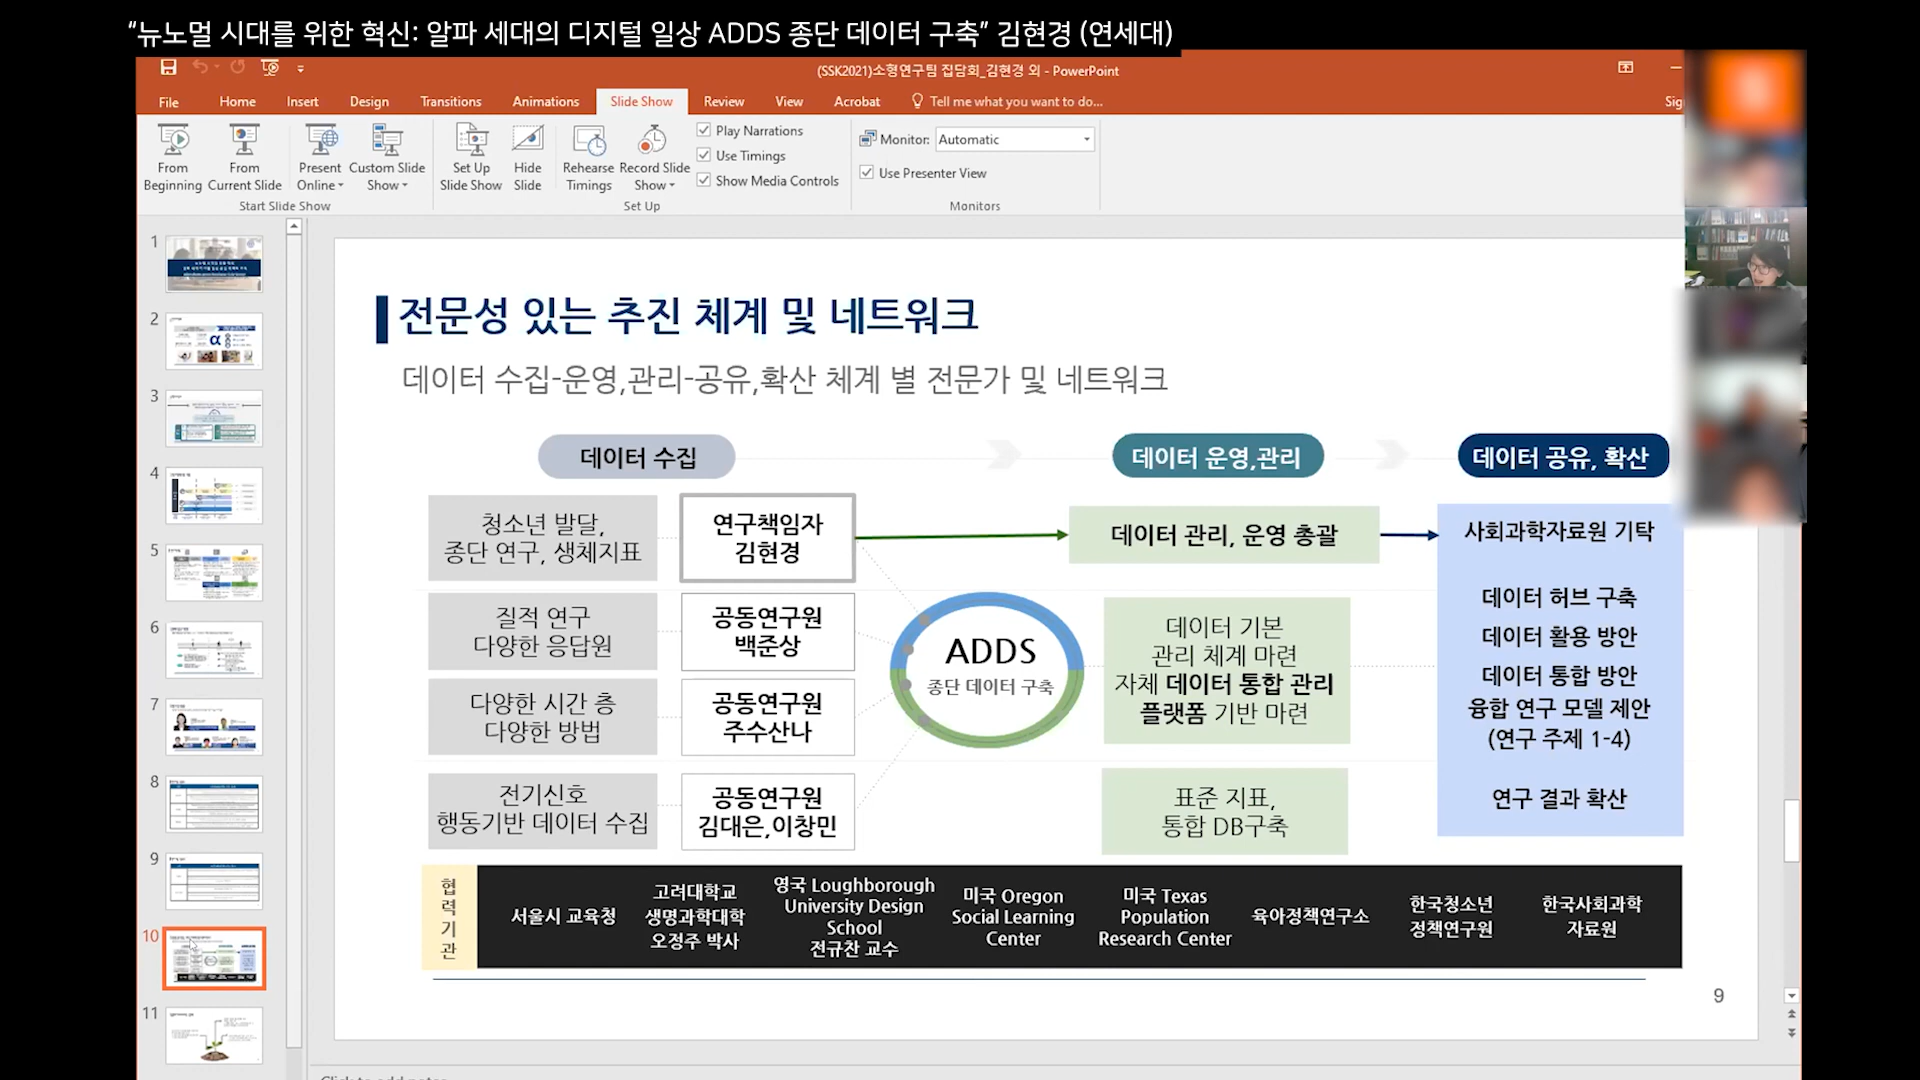 “뉴노멀 시대를 위한 혁신: 알파 세대의 디지털 일상 ADDS 종단 데이터 구축” 김현경 (연세대)
(SSK2021)소형연구팀 집담회_김현경 외 - PowerPoint
File Home Insert Design Transitions Animations Slide Show Review View Acrobat Tell me what you want to do...
From Beginning
From Current Slide
Present Online
Custom Slide Show
Start Slide Show
Set Up Slide Show
Hide Slide
Rehearse Timings
Record Slide Show
Play Narrations
Use Timings
Show Media Controls
Set Up
Monitor: Automatic
Use Presenter View
Monitors
1
2
3
4
5
6
7
8
9
10
11
전문성 있는 추진 체계 및 네트워크
데이터 수집-운영,관리-공유,확산 체계 별 전문가 및 네트워크
데이터 수집
데이터 운영,관리
데이터 공유, 확산
청소년 발달,
종단 연구, 생체지표
연구책임자
김현경
데이터 관리, 운영 총괄
사회과학자료원 기탁
질적 연구
다양한 응답원
공동연구원
백준상
다양한 시간 층
다양한 방법
공동연구원
주수산나
전기신호
행동기반 데이터 수집
공동연구원
김대은,이창민
ADDS
종단 데이터 구축
데이터 기본
관리 체계 마련
자체 데이터 통합 관리
플랫폼 기반 마련
표준 지표,
통합 DB구축
데이터 허브 구축
데이터 활용 방안
데이터 통합 방안
융합 연구 모델 제안
(연구 주제 1-4)
연구 결과 확산
협력기관
서울시 교육청
고려대학교
생명과학대학
오정주 박사
영국 Loughborough
University Design
School
전규찬 교수
미국 Oregon
Social Learning
Center
미국 Texas
Population
Research Center
육아정책연구소
한국청소년
정책연구원
한국사회과학
자료원
9